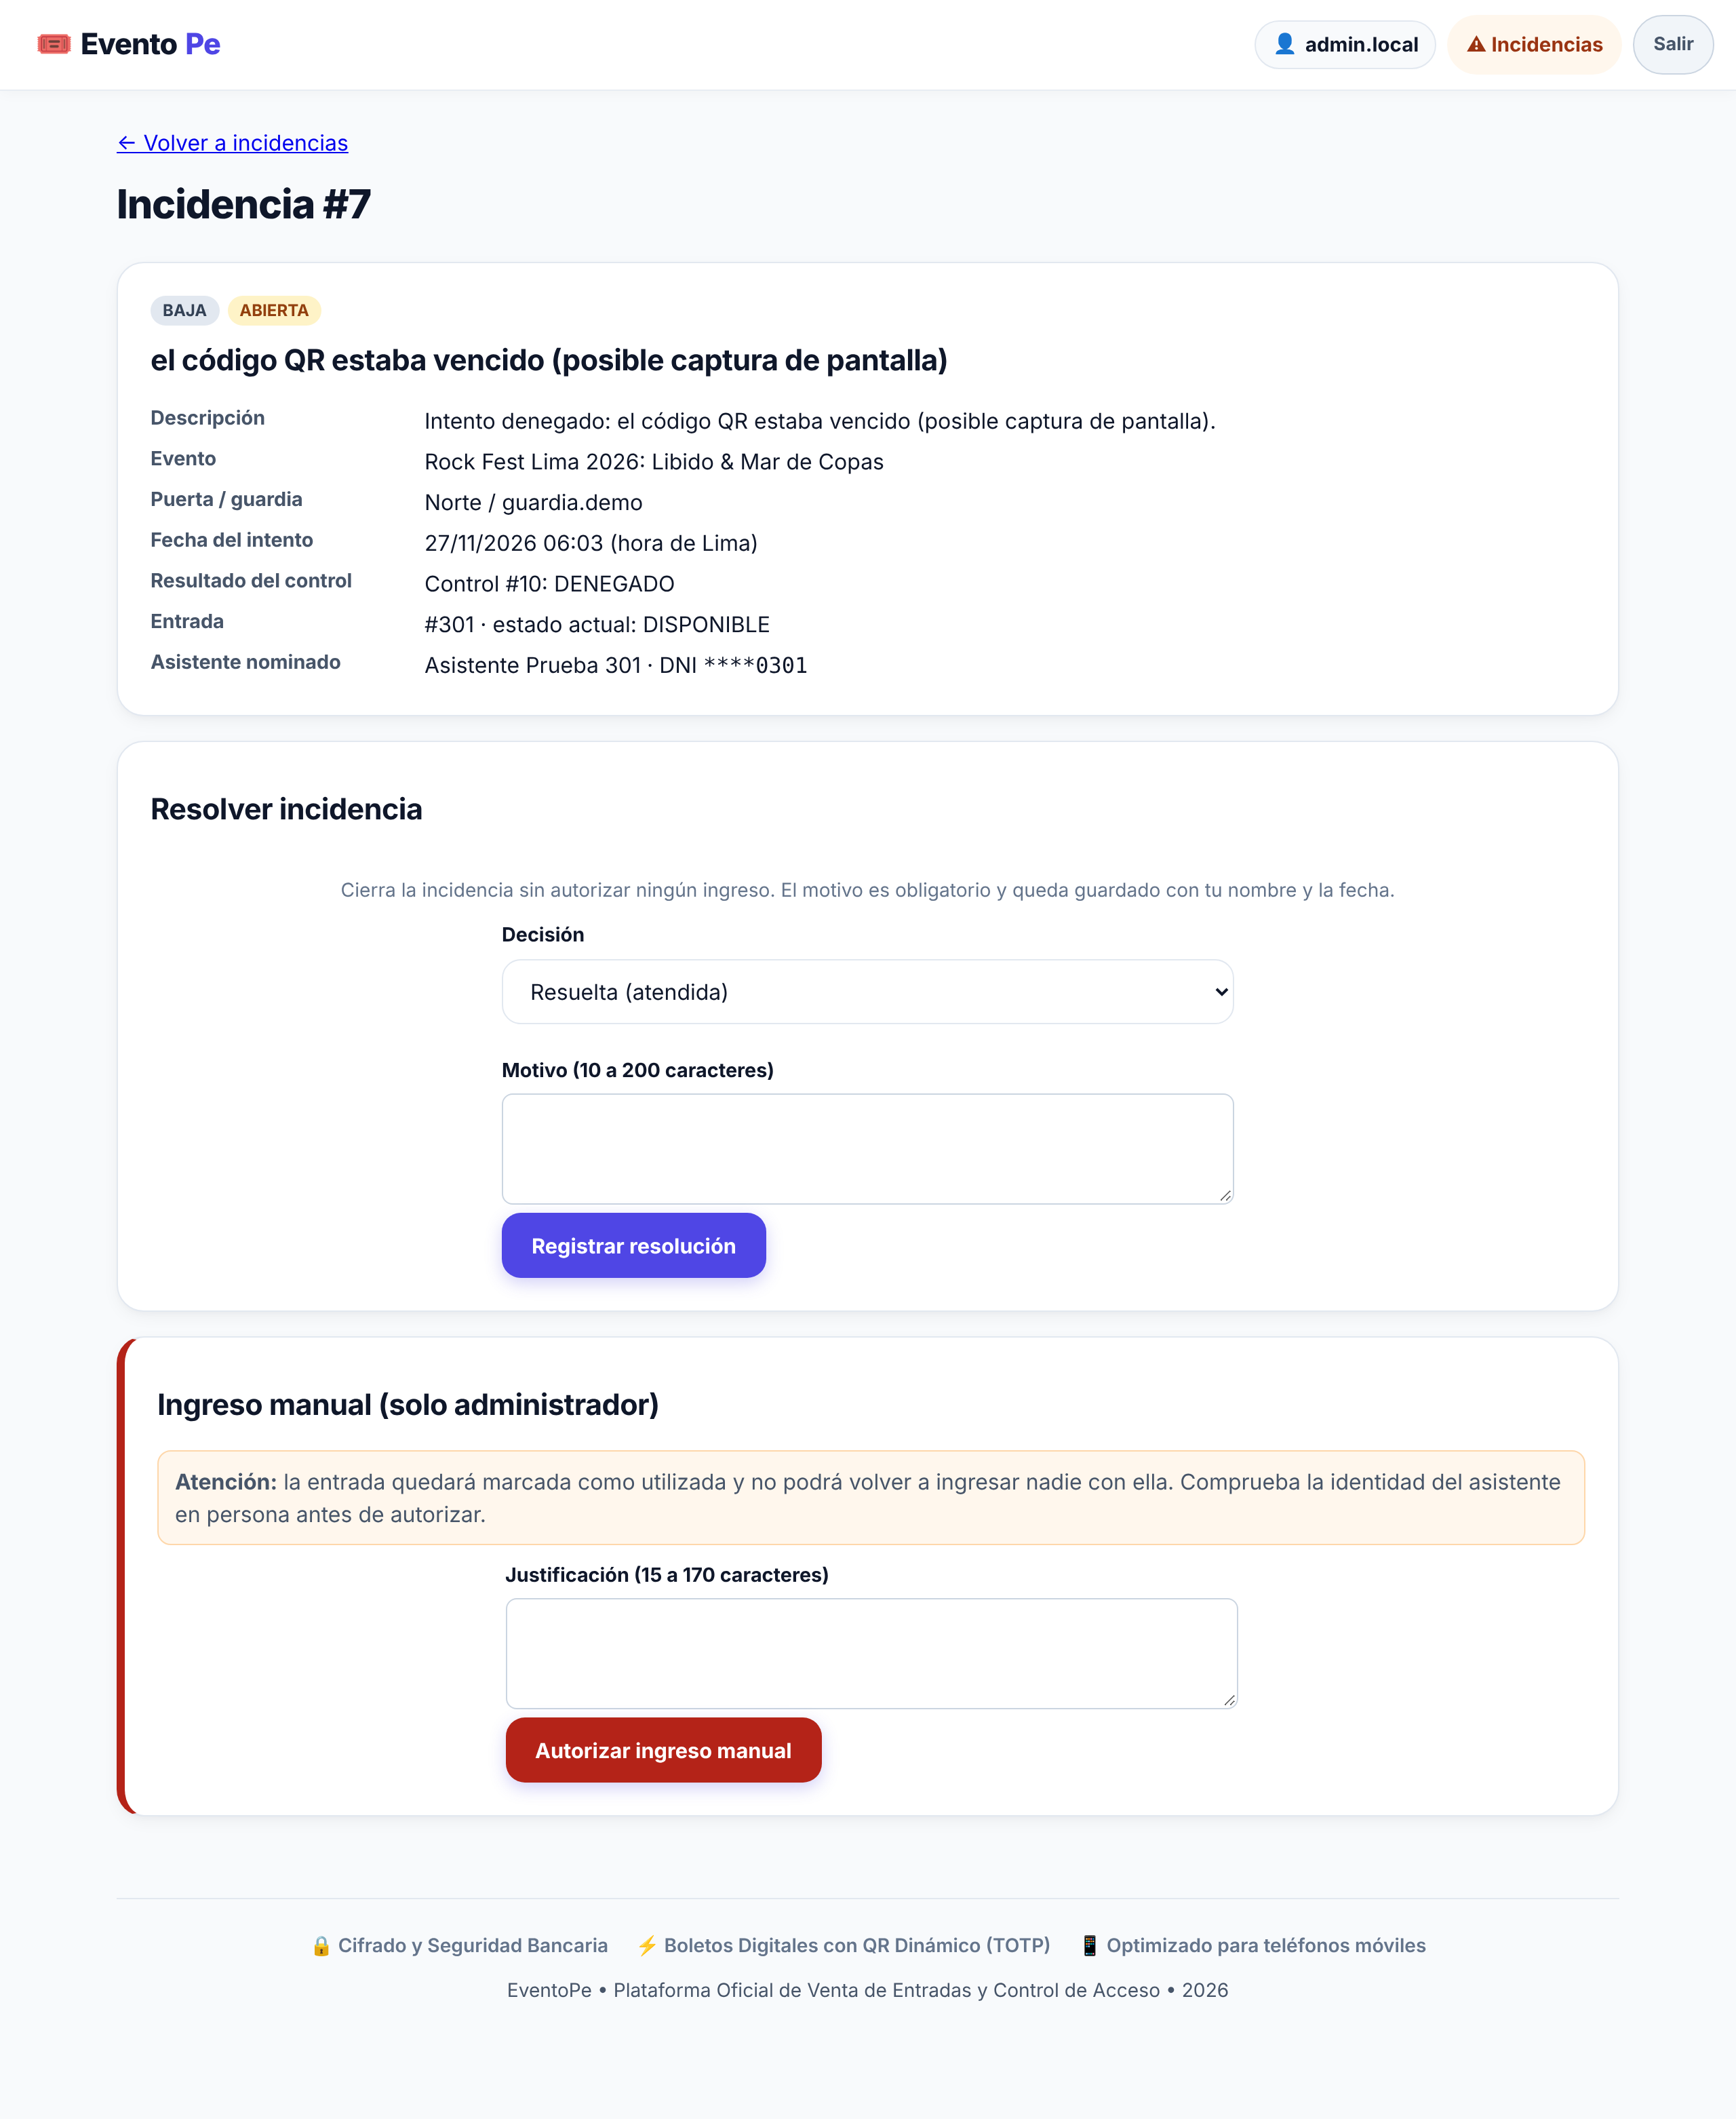 Evento Pe
admin.local
Incidencias
Salir
← Volver a incidencias
Incidencia #7
BAJA
ABIERTA
el código QR estaba vencido (posible captura de pantalla)
Descripción Intento denegado: el código QR estaba vencido (posible captura de pantalla).
Evento Rock Fest Lima 2026: Libido & Mar de Copas
Puerta / guardia Norte / guardia.demo
Fecha del intento 27/11/2026 06:03 (hora de Lima)
Resultado del control Control #10: DENEGADO
Entrada #301 · estado actual: DISPONIBLE
Asistente nominado Asistente Prueba 301 · DNI ****0301
Resolver incidencia
Cierra la incidencia sin autorizar ningún ingreso. El motivo es obligatorio y queda guardado con tu nombre y la fecha.
Decisión
Resuelta (atendida)
Motivo (10 a 200 caracteres)
Registrar resolución
Ingreso manual (solo administrador)
Atención: la entrada quedará marcada como utilizada y no podrá volver a ingresar nadie con ella. Comprueba la identidad del asistente
en persona antes de autorizar.
Justificación (15 a 170 caracteres)
Autorizar ingreso manual
🔒 Cifrado y Seguridad Bancaria ⚡ Boletos Digitales con QR Dinámico (TOTP) 📱 Optimizado para teléfonos móviles
EventoPe • Plataforma Oficial de Venta de Entradas y Control de Acceso • 2026